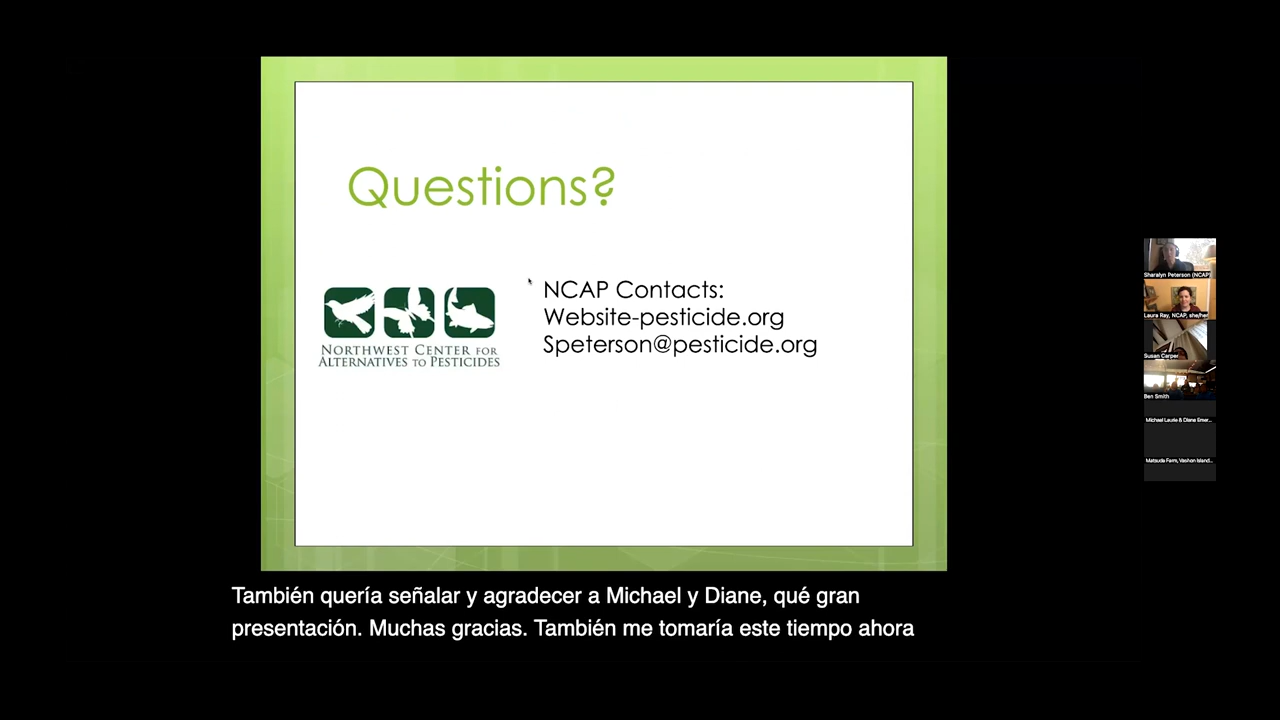 Questions?
NCAP Contacts:
Website-pesticide.org
Speterson@pesticide.org
NORTHWEST CENTER FOR
ALTERNATIVES TO PESTICIDES
Sharalyn Peterson (NCAP)
Laura Ray, NCAP, she/her
Susan Carper
Ben Smith
Michael Laurie & Diane Emer...
Matsuda Farm, Vashon Island...
También quería señalar y agradecer a Michael y Diane, qué gran
presentación. Muchas gracias. También me tomaría este tiempo ahora